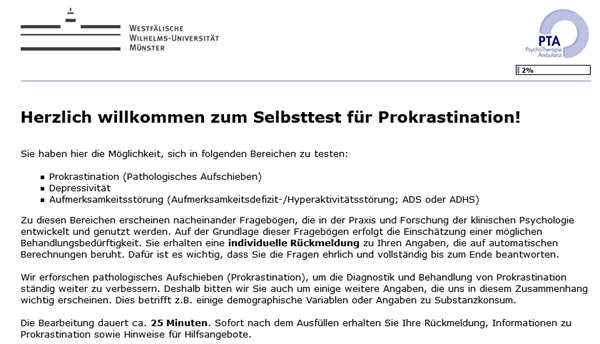 WESTFÄLISCHE
WILHELMS-UNIVERSITÄT
MÜNSTER
PTA
PsychoTherapie
Ambulanz
2%
Herzlich willkommen zum Selbsttest für Prokrastination!
Sie haben hier die Möglichkeit, sich in folgenden Bereichen zu testen:
Prokrastination (Pathologisches Aufschieben)
Depressivität
Aufmerksamkeitsstörung (Aufmerksamkeitsdefizit-/Hyperaktivitätsstörung; ADS oder ADHS)
Zu diesen Bereichen erscheinen nacheinander Fragebögen, die in der Praxis und Forschung der klinischen Psychologie
entwickelt und genutzt werden. Auf der Grundlage dieser Fragebögen erfolgt die Einschätzung einer möglichen
Behandlungsbedürftigkeit. Sie erhalten eine individuelle Rückmeldung zu Ihren Angaben, die auf automatischen
Berechnungen beruht. Dafür ist es wichtig, dass Sie die Fragen ehrlich und vollständig bis zum Ende beantworten.
Wir erforschen pathologisches Aufschieben (Prokrastination), um die Diagnostik und Behandlung von Prokrastination
ständig weiter zu verbessern. Deshalb bitten wir Sie auch um einige weitere Angaben, die uns in diesem Zusammenhang
wichtig erscheinen. Dies betrifft z.B. einige demographische Variablen oder Angaben zu Substanzkonsum.
Die Bearbeitung dauert ca. 25 Minuten. Sofort nach dem Ausfüllen erhalten Sie Ihre Rückmeldung, Informationen zu
Prokrastination sowie Hinweise für Hilfsangebote.